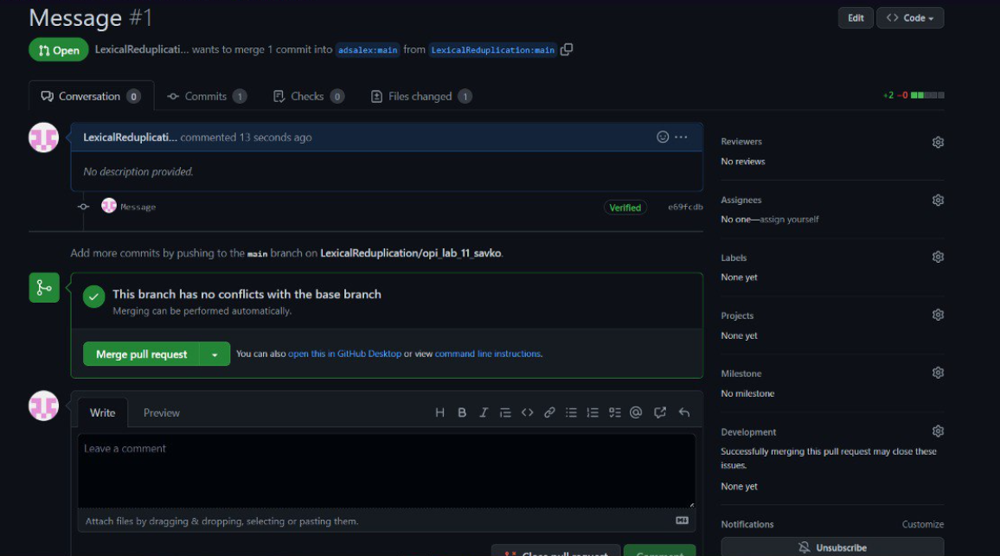 Message #1
Edit
Code
Open
LexicalReduplicati... wants to merge 1 commit into adsalex:main from LexicalReduplication:main
Conversation 0
Commits 1
Checks 0
Files changed 1
+2 −0
LexicalReduplicati... commented 13 seconds ago
No description provided.
Message
Verified
e69fcdb
Add more commits by pushing to the main branch on LexicalReduplication/opi_lab_11_savko.
This branch has no conflicts with the base branch
Merging can be performed automatically.
Merge pull request
You can also open this in GitHub Desktop or view command line instructions.
Write
Preview
Leave a comment
Attach files by dragging & dropping, selecting or pasting them.
Close pull request
Comment
Reviewers
No reviews
Assignees
No one—assign yourself
Labels
None yet
Projects
None yet
Milestone
No milestone
Development
Successfully merging this pull request may close these
issues.
None yet
Notifications
Customize
Unsubscribe